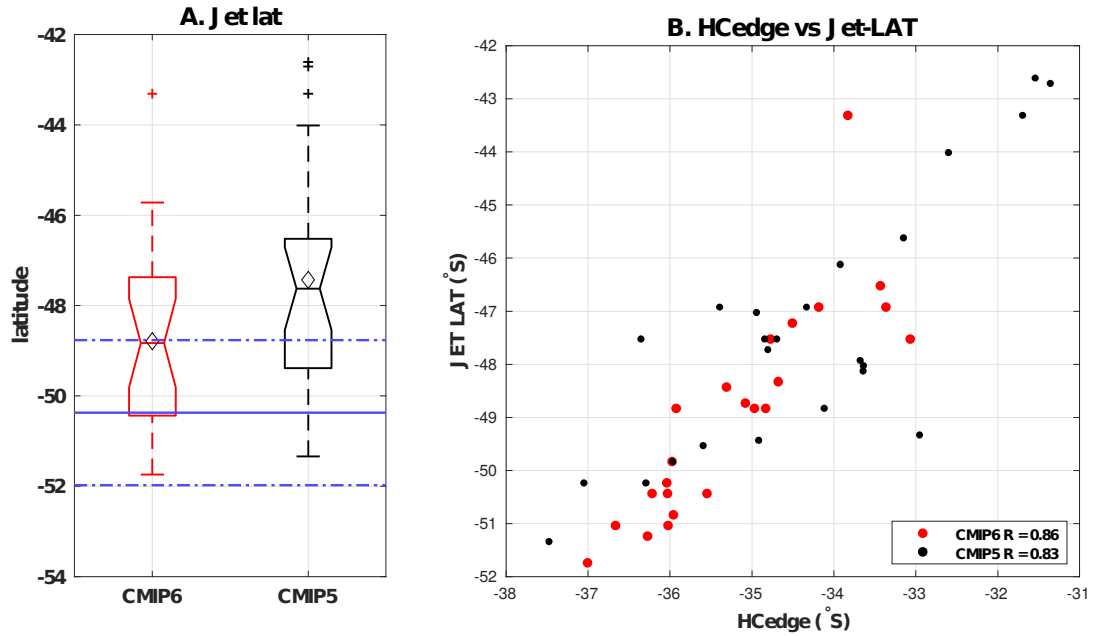 A. Jet lat
-42
-44
-46
-48
-50
-52
-54
latitude
CMIP6
CMIP5
B. HCedge vs Jet-LAT
-42
-43
-44
-45
-46
-47
-48
-49
-50
-51
-52
JET LAT (°S)
-38
-37
-36
-35
-34
-33
-32
-31
HCedge (°S)
CMIP6 R = 0.86
CMIP5 R = 0.83